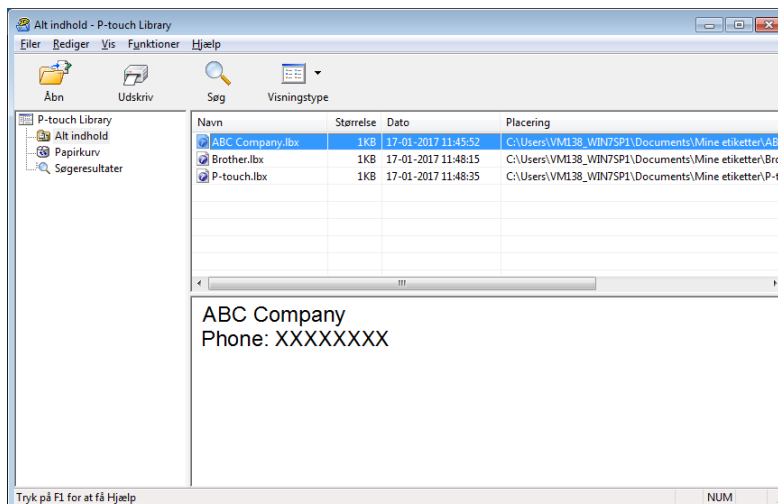 Alt indhold - P-touch Library
Filer Rediger Vis Funktioner Hjælp
Åbn Udskriv Søg Visningstype
P-touch Library
Alt indhold
Papirkurv
Søgeresultater
Navn Størrelse Dato Placering
ABC Company.lbx 1KB 17-01-2017 11:45:52 C:\Users\VM138_WIN7SP1\Documents\Mine etiketter\AB
Brother.lbx 1KB 17-01-2017 11:48:15 C:\Users\VM138_WIN7SP1\Documents\Mine etiketter\Bro
P-touch.lbx 1KB 17-01-2017 11:48:35 C:\Users\VM138_WIN7SP1\Documents\Mine etiketter\P-t
ABC Company
Phone: XXXXXXXX
Tryk på F1 for at få Hjælp NUM